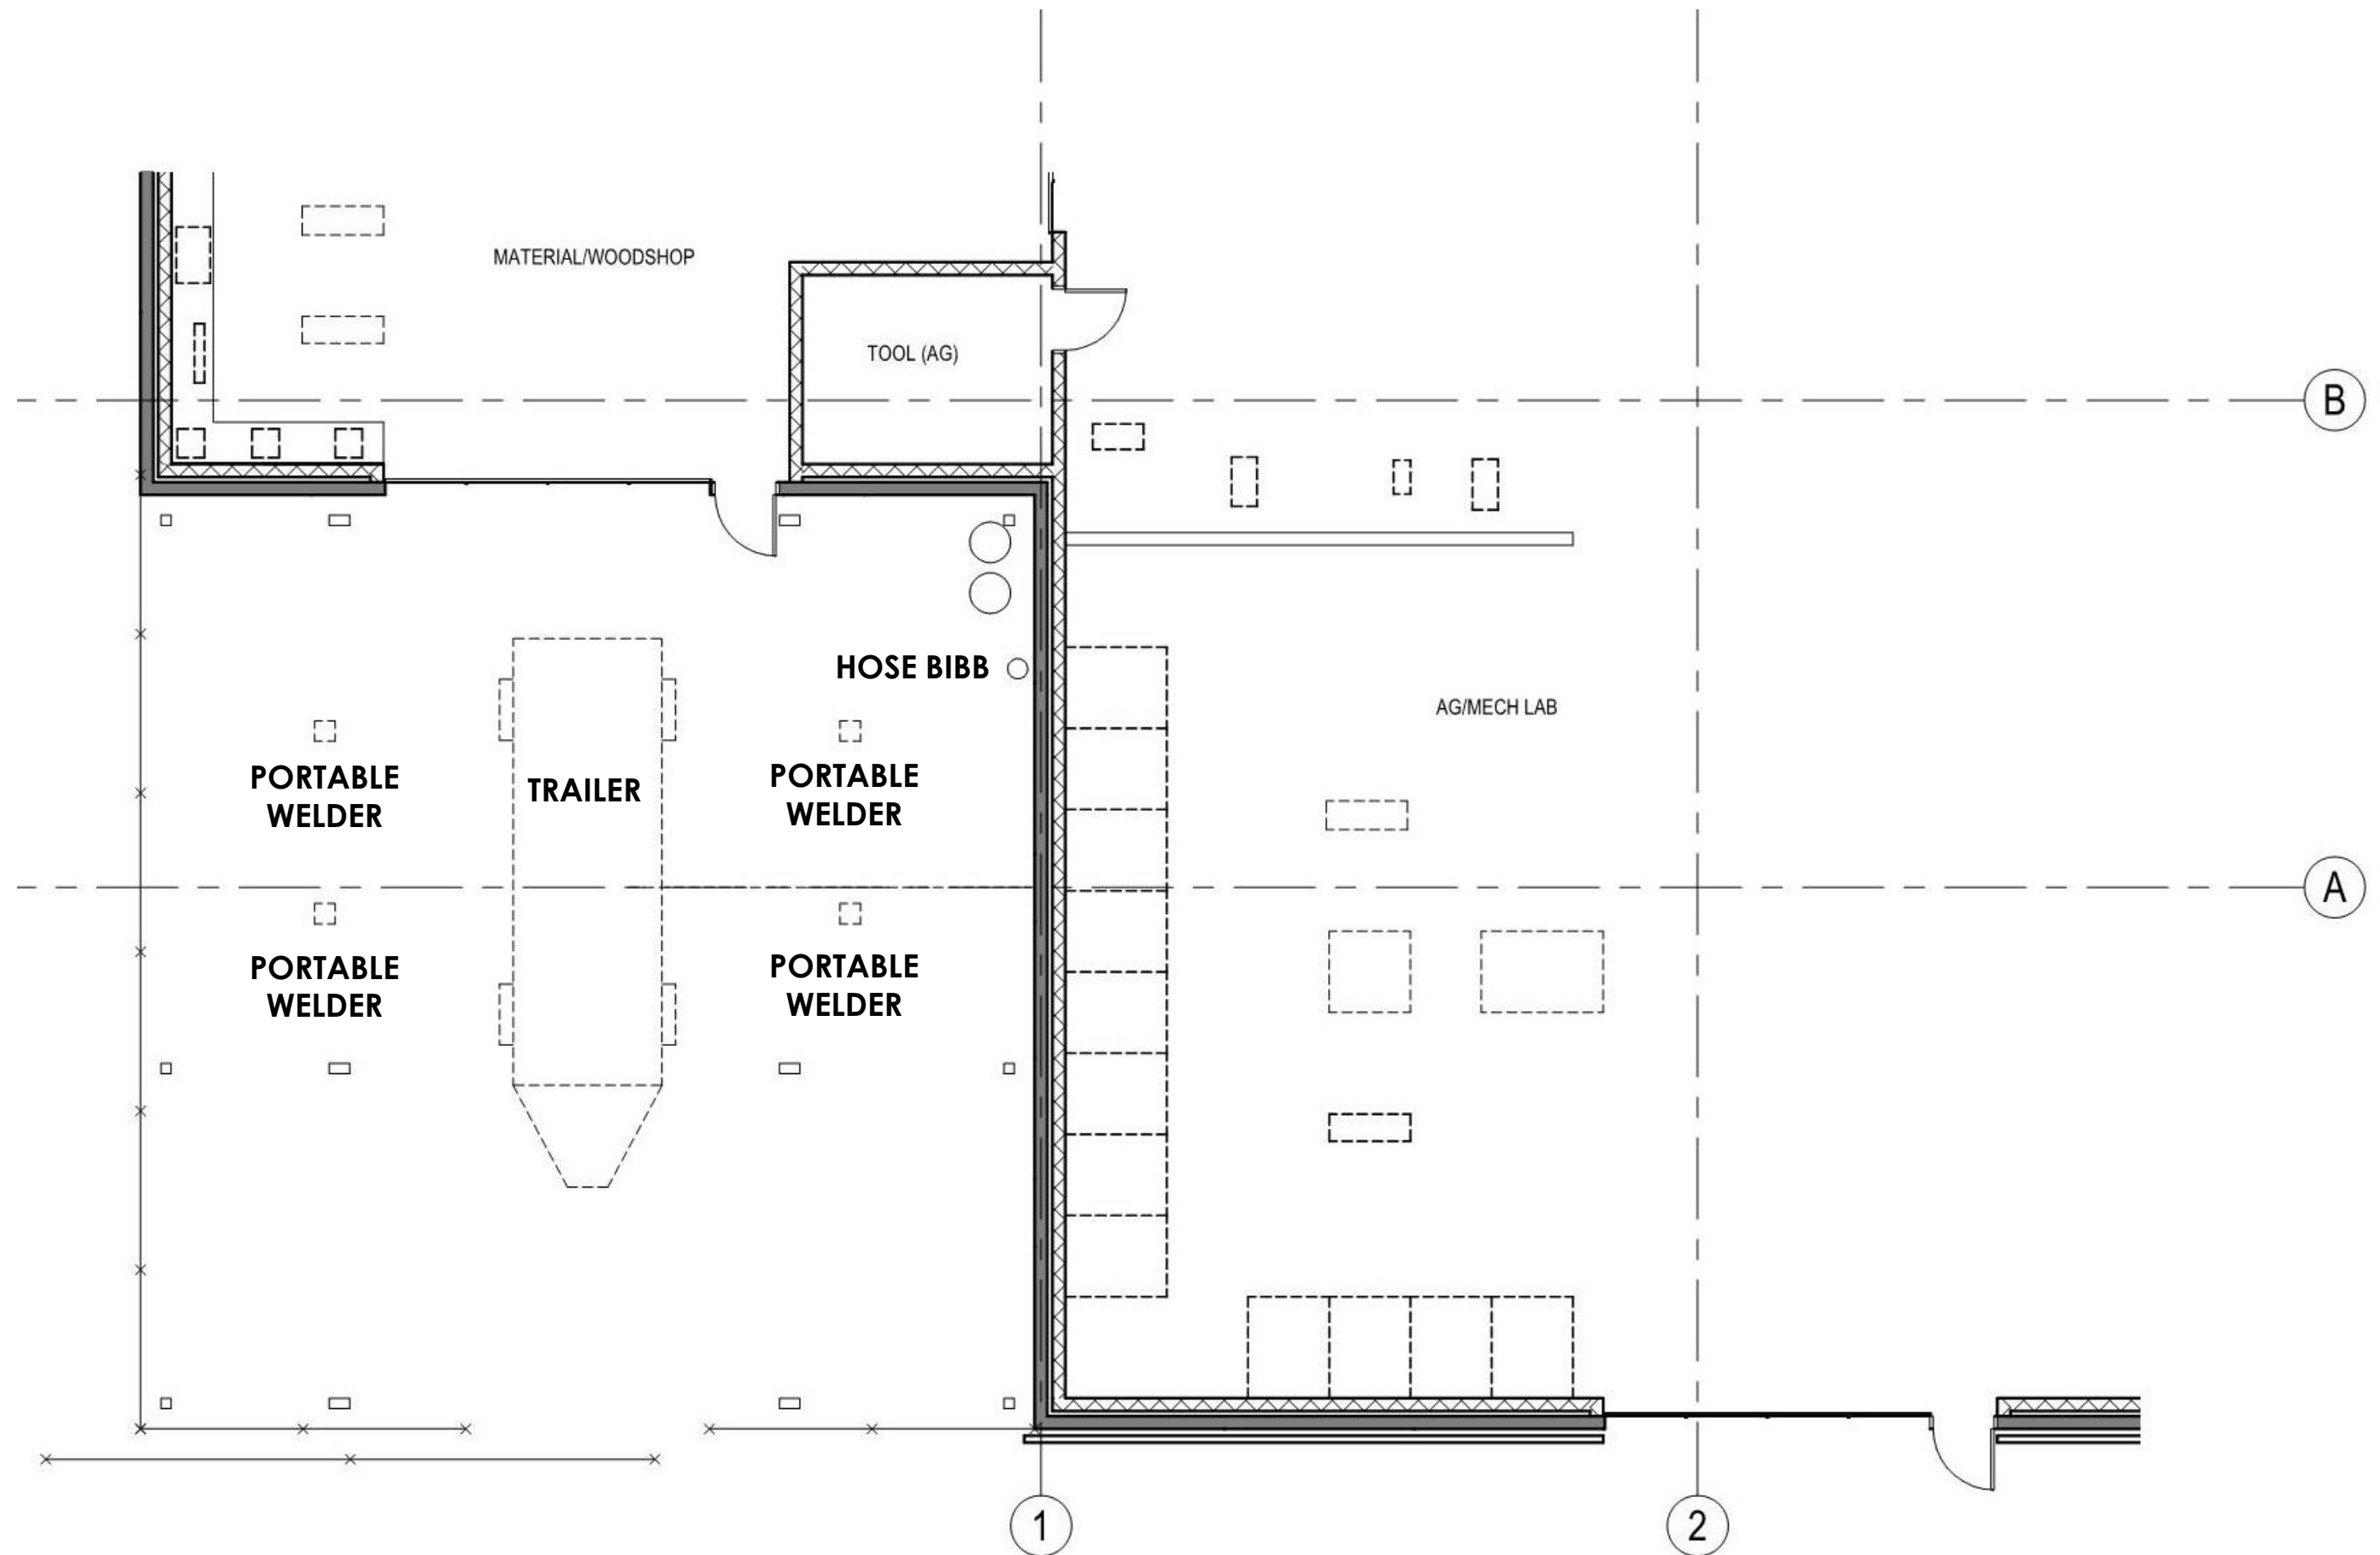 MATERIAL/WOODSHOP
TOOL (AG)
B
HOSE BIBB
AG/MECH LAB
PORTABLE
WELDER
TRAILER
PORTABLE
WELDER
A
PORTABLE
WELDER
PORTABLE
WELDER
1
2